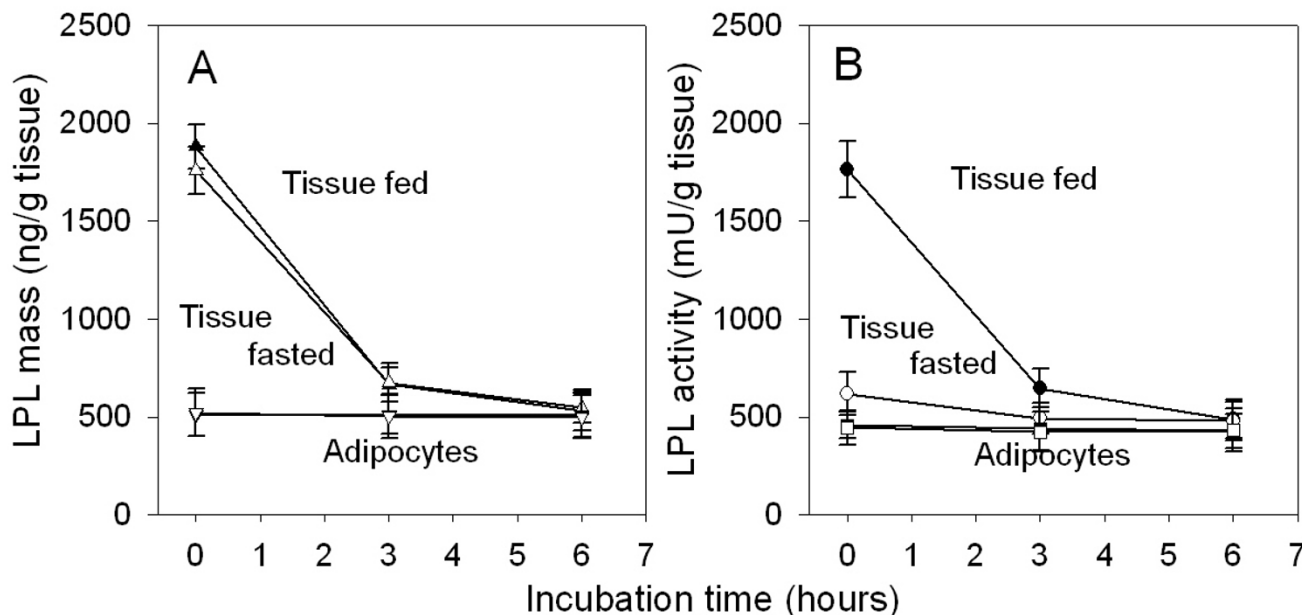 A
LPL mass (ng/g tissue)
2500
2000
1500
1000
500
0
Tissue fed
Tissue
fasted
Adipocytes
0 1 2 3 4 5 6 7
B
LPL activity (mU/g tissue)
2500
2000
1500
1000
500
0
Tissue fed
Tissue
fasted
Adipocytes
0 1 2 3 4 5 6 7
Incubation time (hours)